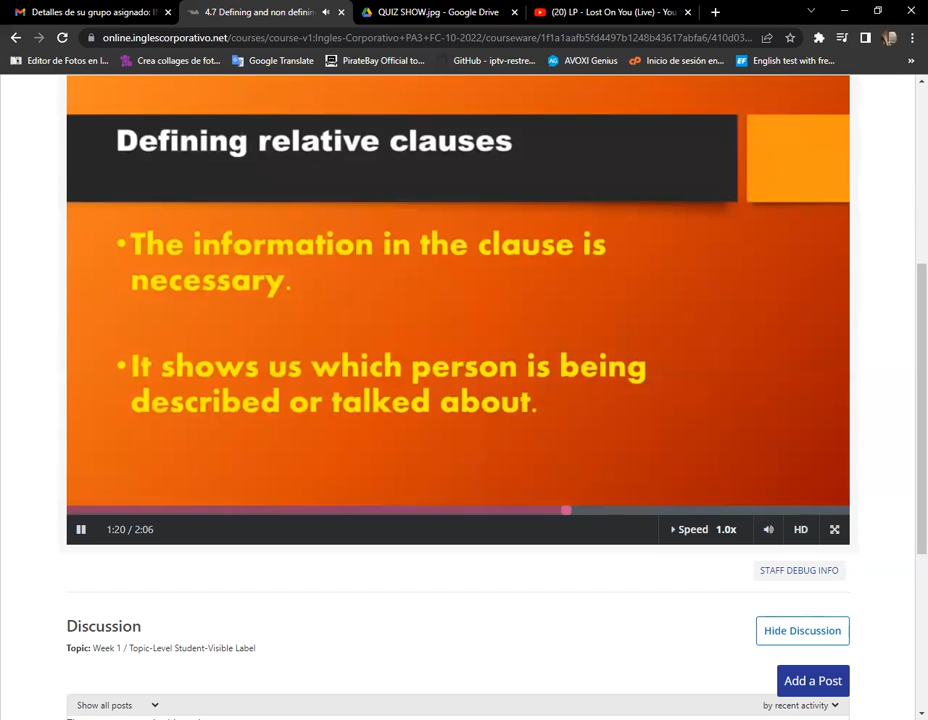 Detalles de su grupo asignado: I
4.7 Defining and non definin
QUIZ SHOW.jpg - Google Drive
(20) LP - Lost On You (Live) - You
online.inglescorporativo.net/courses/course-v1:Ingles-Corporativo+PA3+FC-10-2022/courseware/1f1a1aafb5fd4497b1248b43617abfa6/410d03...
Editor de Fotos en l...
Crea collages de fot...
Google Translate
PirateBay Official to...
GitHub - iptv-restre...
AVOXI Genius
Inicio de sesión en...
EF English test with fre...
»
Defining relative clauses
•The information in the clause is
necessary.
•It shows us which person is being
described or talked about.
1:20 / 2:06
Speed 1.0x
HD
STAFF DEBUG INFO
Discussion
Hide Discussion
Topic: Week 1 / Topic-Level Student-Visible Label
Add a Post
Show all posts
by recent activity